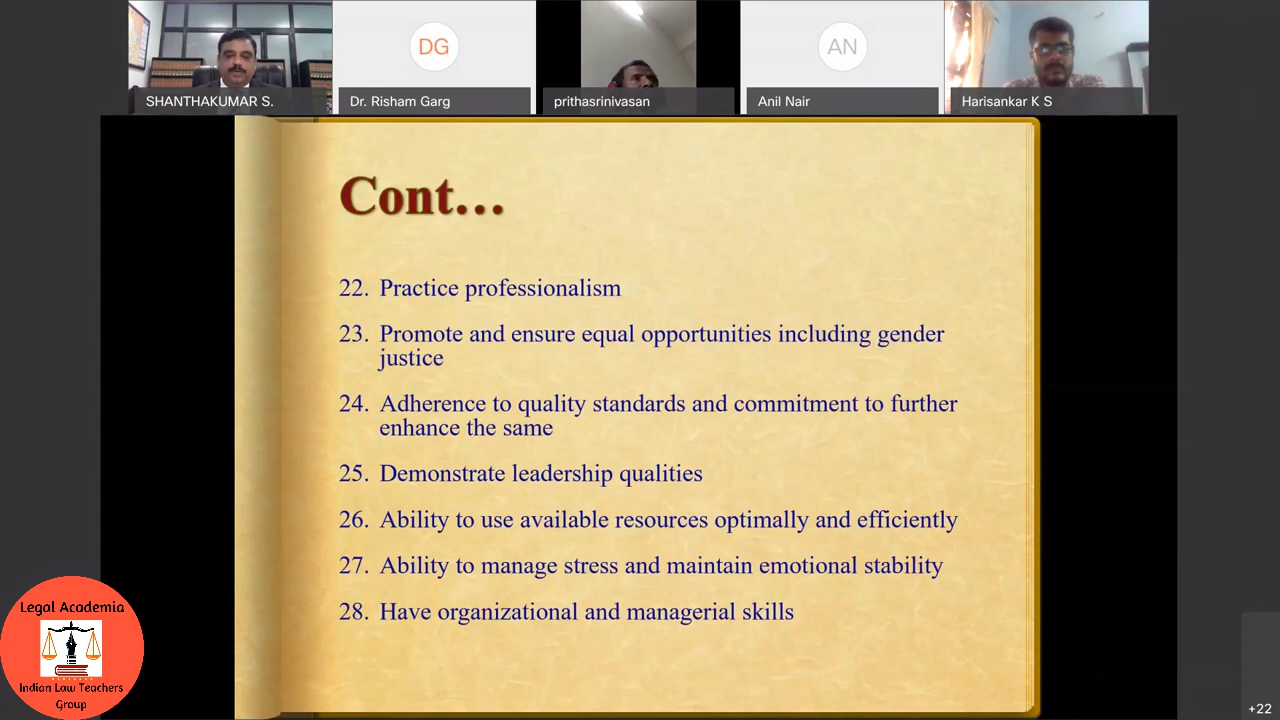 DG
AN
SHANTHAKUMAR S.
Dr. Risham Garg
prithasrinivasan
Anil Nair
Harisankar K S
Cont…
22. Practice professionalism
23. Promote and ensure equal opportunities including gender
justice
24. Adherence to quality standards and commitment to further
enhance the same
25. Demonstrate leadership qualities
26. Ability to use available resources optimally and efficiently
27. Ability to manage stress and maintain emotional stability
28. Have organizational and managerial skills
Legal Academia
Indian Law Teachers
Group
+22